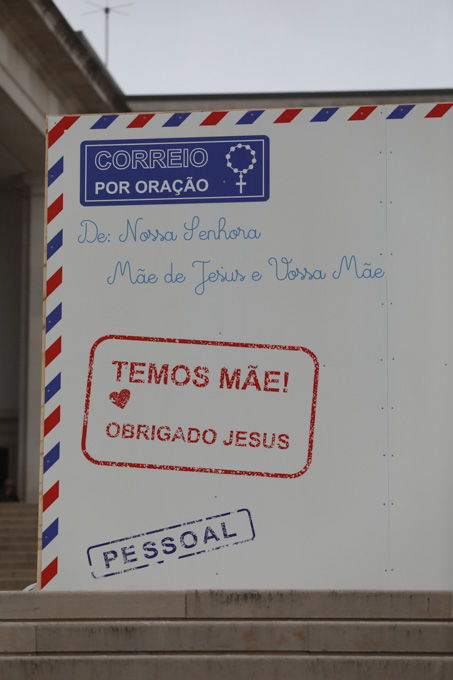 CORREIO
POR ORAÇÃO
De: Nossa Senhora
Mãe de Jesus e Vossa Mãe
TEMOS MÃE!
OBRIGADO JESUS
PESSOAL